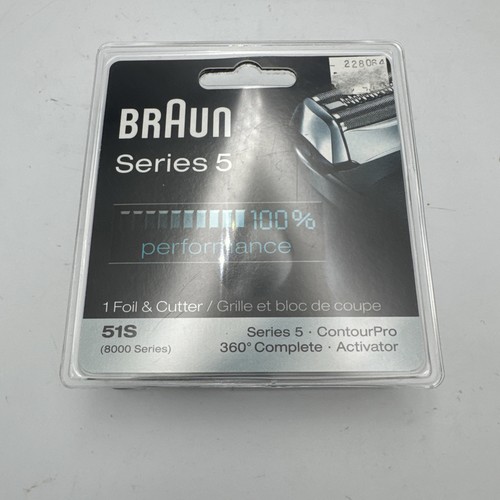 228064
BRAUN
Series 5
100%
performance
1 Foil & Cutter / Grille et bloc de coupe
51S
(8000 Series)
Series 5 · ContourPro
360° Complete · Activator